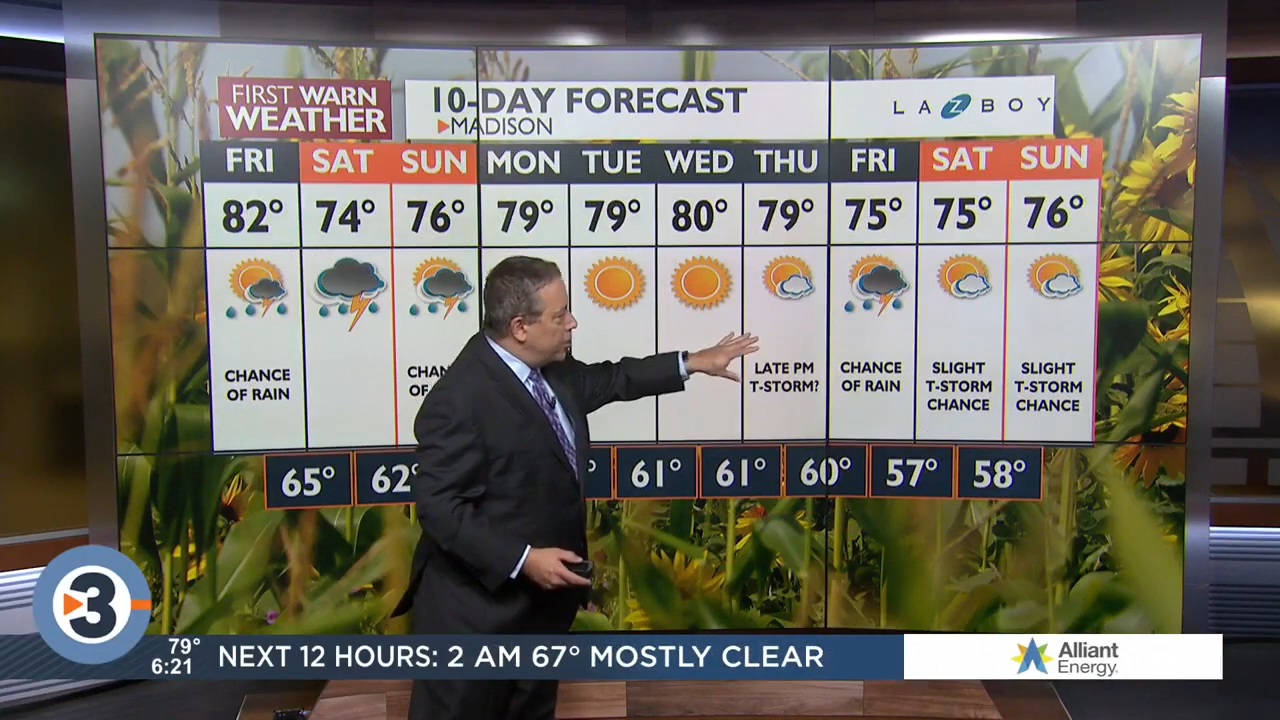 FIRST WARN
WEATHER
10-DAY FORECAST
MADISON
LA Z BOY
FRI SAT SUN MON TUE WED THU FRI SAT SUN
82° 74° 76° 79° 79° 80° 79° 75° 75° 76°
CHANCE
OF RAIN
LATE PM
T-STORM?
CHANCE
OF RAIN
SLIGHT
T-STORM
CHANCE
SLIGHT
T-STORM
CHANCE
65° 62° 61° 61° 60° 57° 58°
3
79°
6:21
NEXT 12 HOURS: 2 AM 67° MOSTLY CLEAR
Alliant
Energy.